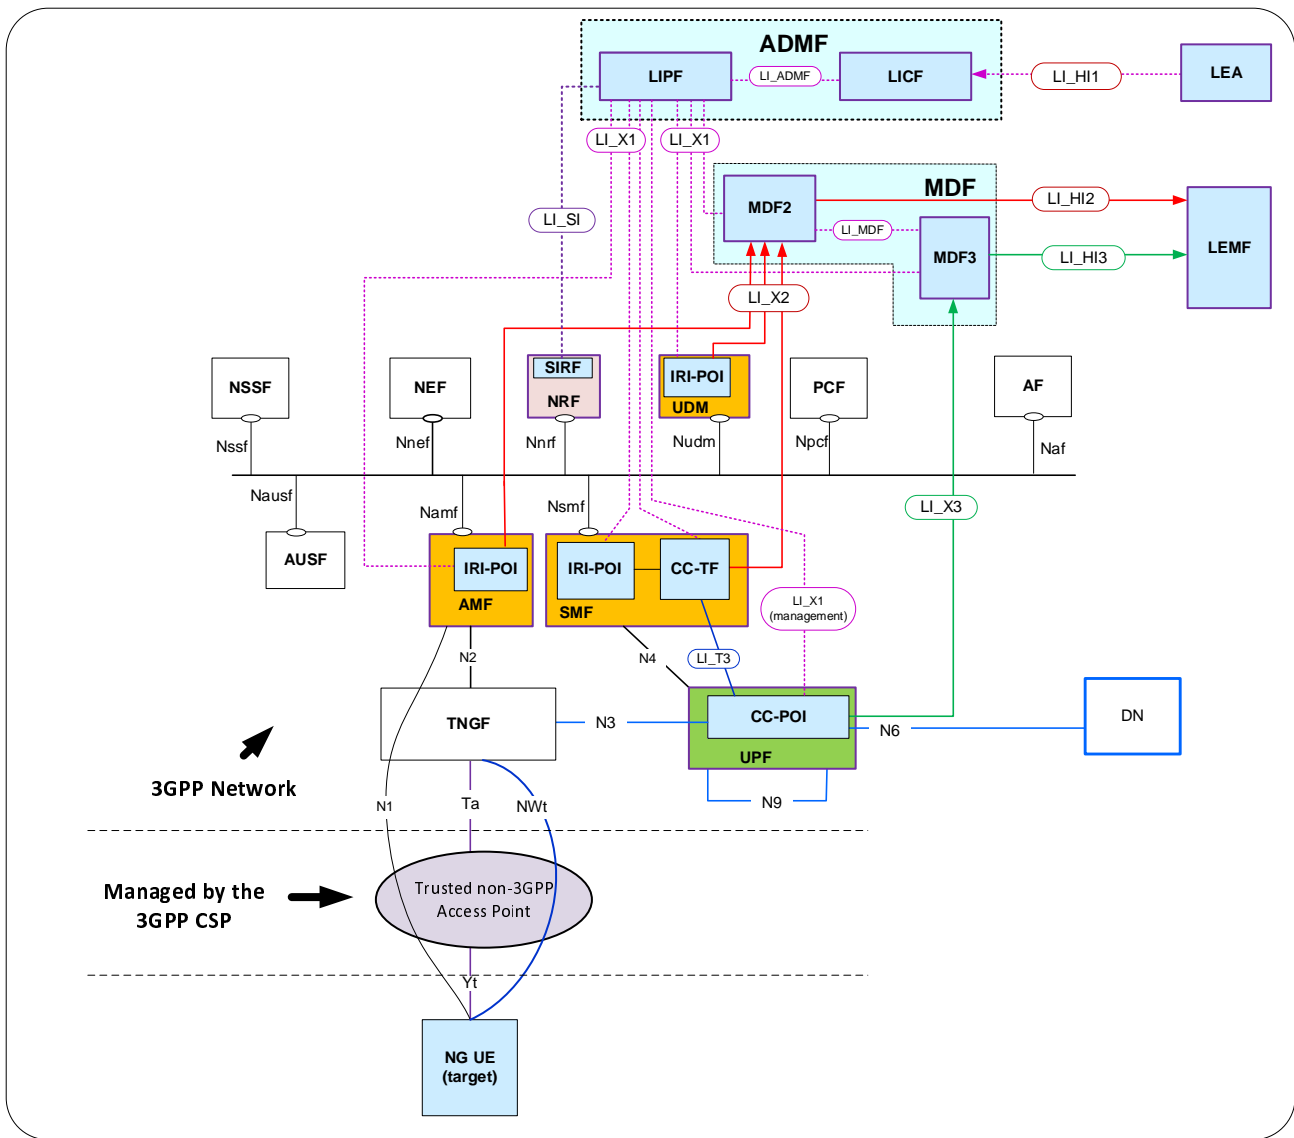 ADMF
LIPF
LI_ADMF
LICF
LI_HI1
LEA
LI_X1
LI_X1
MDF
MDF2
LI_HI2
LI_SI
LI_MDF
MDF3
LI_HI3
LEMF
LI_X2
NSSF
NEF
SIRF
NRF
IRI-POI
UDM
PCF
AF
Nssf
Nnef
Nnrf
Nudm
Npcf
Naf
Nausf
Namf
Nsmf
LI_X3
AUSF
IRI-POI
AMF
IRI-POI
CC-TF
SMF
LI_X1
(management)
N2
N4
LI_T3
TNGF
N3
CC-POI
UPF
N6
DN
3GPP Network
N1
Ta
NWt
N9
Managed by the
3GPP CSP
Trusted non-3GPP
Access Point
Yt
NG UE
(target)